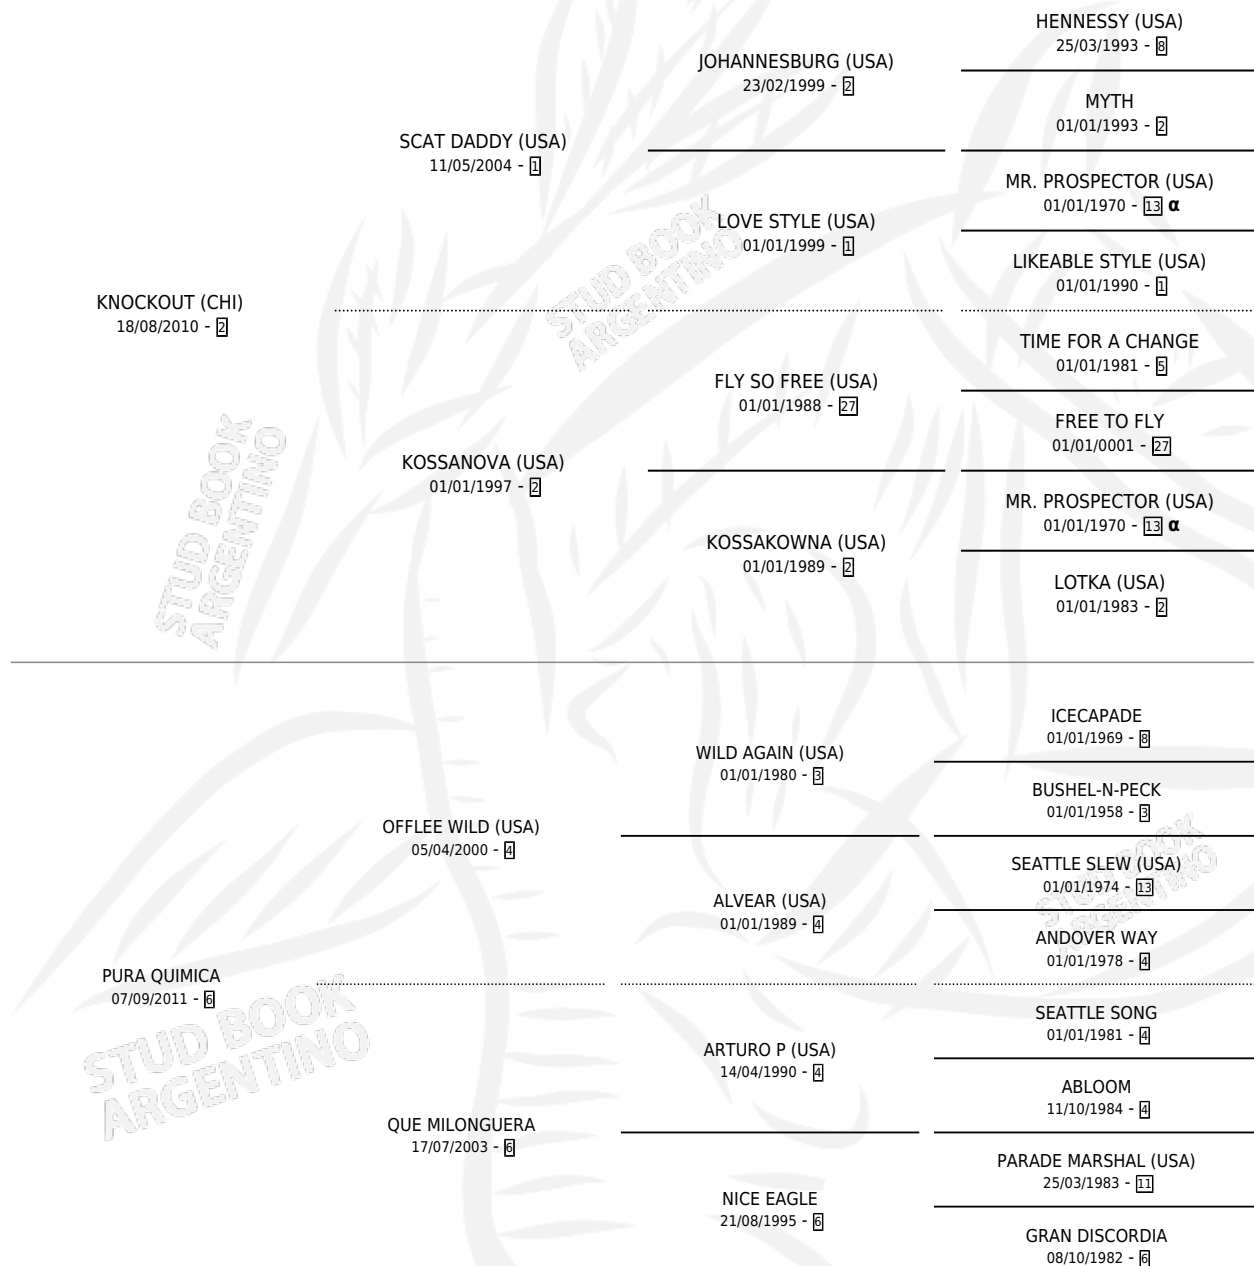 HENNESSY (USA)
25/03/1993 - 8
JOHANNESBURG (USA)
23/02/1999 - 2
MYTH
01/01/1993 - 2
SCAT DADDY (USA)
11/05/2004 - 1
MR. PROSPECTOR (USA)
01/01/1970 - 13 α
LOVE STYLE (USA)
01/01/1999 - 1
LIKEABLE STYLE (USA)
01/01/1990 - 1
KNOCKOUT (CHI)
18/08/2010 - 2
TIME FOR A CHANGE
01/01/1981 - 5
FLY SO FREE (USA)
01/01/1988 - 27
FREE TO FLY
01/01/0001 - 27
KOSSANOVA (USA)
01/01/1997 - 2
MR. PROSPECTOR (USA)
01/01/1970 - 13 α
KOSSAKOWNA (USA)
01/01/1989 - 2
LOTKA (USA)
01/01/1983 - 2
ICECAPADE
01/01/1969 - 8
WILD AGAIN (USA)
01/01/1980 - 3
BUSHEL-N-PECK
01/01/1958 - 3
OFFLEE WILD (USA)
05/04/2000 - 4
SEATTLE SLEW (USA)
01/01/1974 - 13
ALVEAR (USA)
01/01/1989 - 4
ANDOVER WAY
01/01/1978 - 4
PURA QUIMICA
07/09/2011 - 6
SEATTLE SONG
01/01/1981 - 4
ARTURO P (USA)
14/04/1990 - 4
ABLOOM
11/10/1984 - 4
QUE MILONGUERA
17/07/2003 - 6
PARADE MARSHAL (USA)
25/03/1983 - 11
NICE EAGLE
21/08/1995 - 6
GRAN DISCORDIA
08/10/1982 - 6
STUD BOOK
ARGENTINO
STUD BOOK
ARGENTINO
STUD BOOK
ARGENTINO
STUD BOOK
ARGENTINO